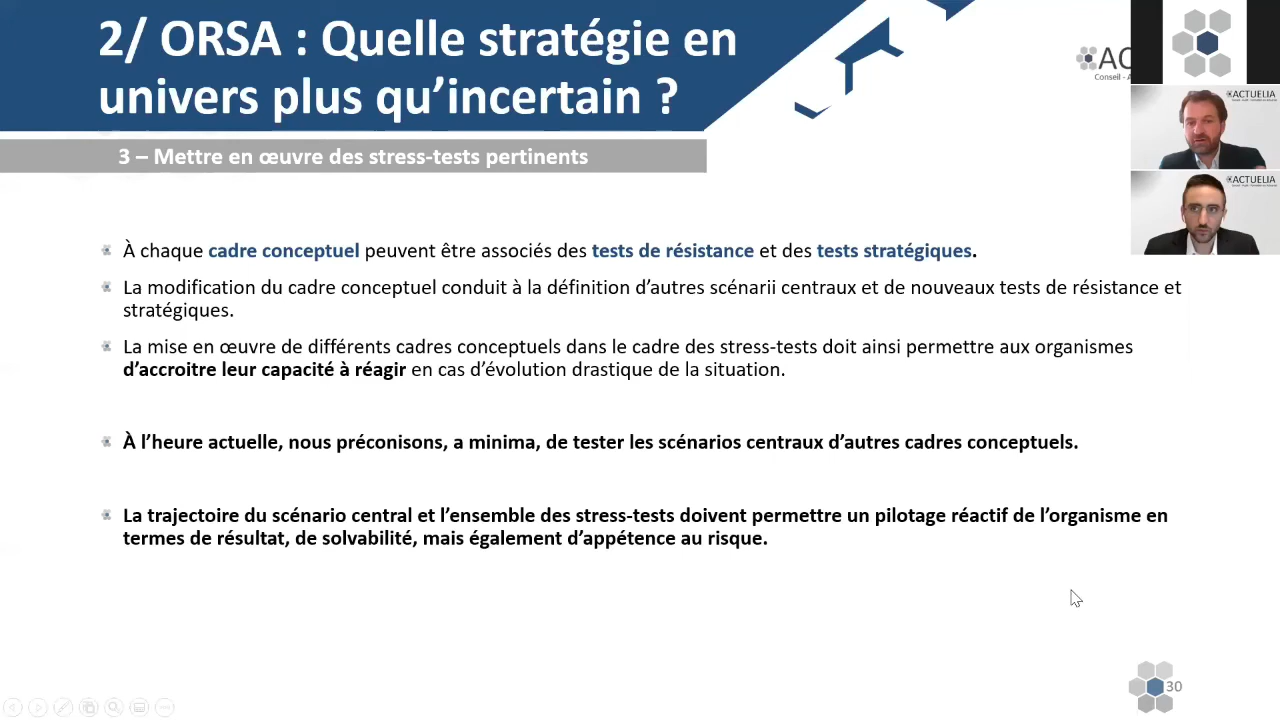 2/ ORSA : Quelle stratégie en
univers plus qu’incertain ?
3 – Mettre en œuvre des stress-tests pertinents
À chaque cadre conceptuel peuvent être associés des tests de résistance et des tests stratégiques.
La modification du cadre conceptuel conduit à la définition d’autres scénarii centraux et de nouveaux tests de résistance et
stratégiques.
La mise en œuvre de différents cadres conceptuels dans le cadre des stress-tests doit ainsi permettre aux organismes
d’accroitre leur capacité à réagir en cas d’évolution drastique de la situation.
À l’heure actuelle, nous préconisons, a minima, de tester les scénarios centraux d’autres cadres conceptuels.
La trajectoire du scénario central et l’ensemble des stress-tests doivent permettre un pilotage réactif de l’organisme en
termes de résultat, de solvabilité, mais également d’appétence au risque.
Conseil - A
ACTUELIA
ACTUELIA
30